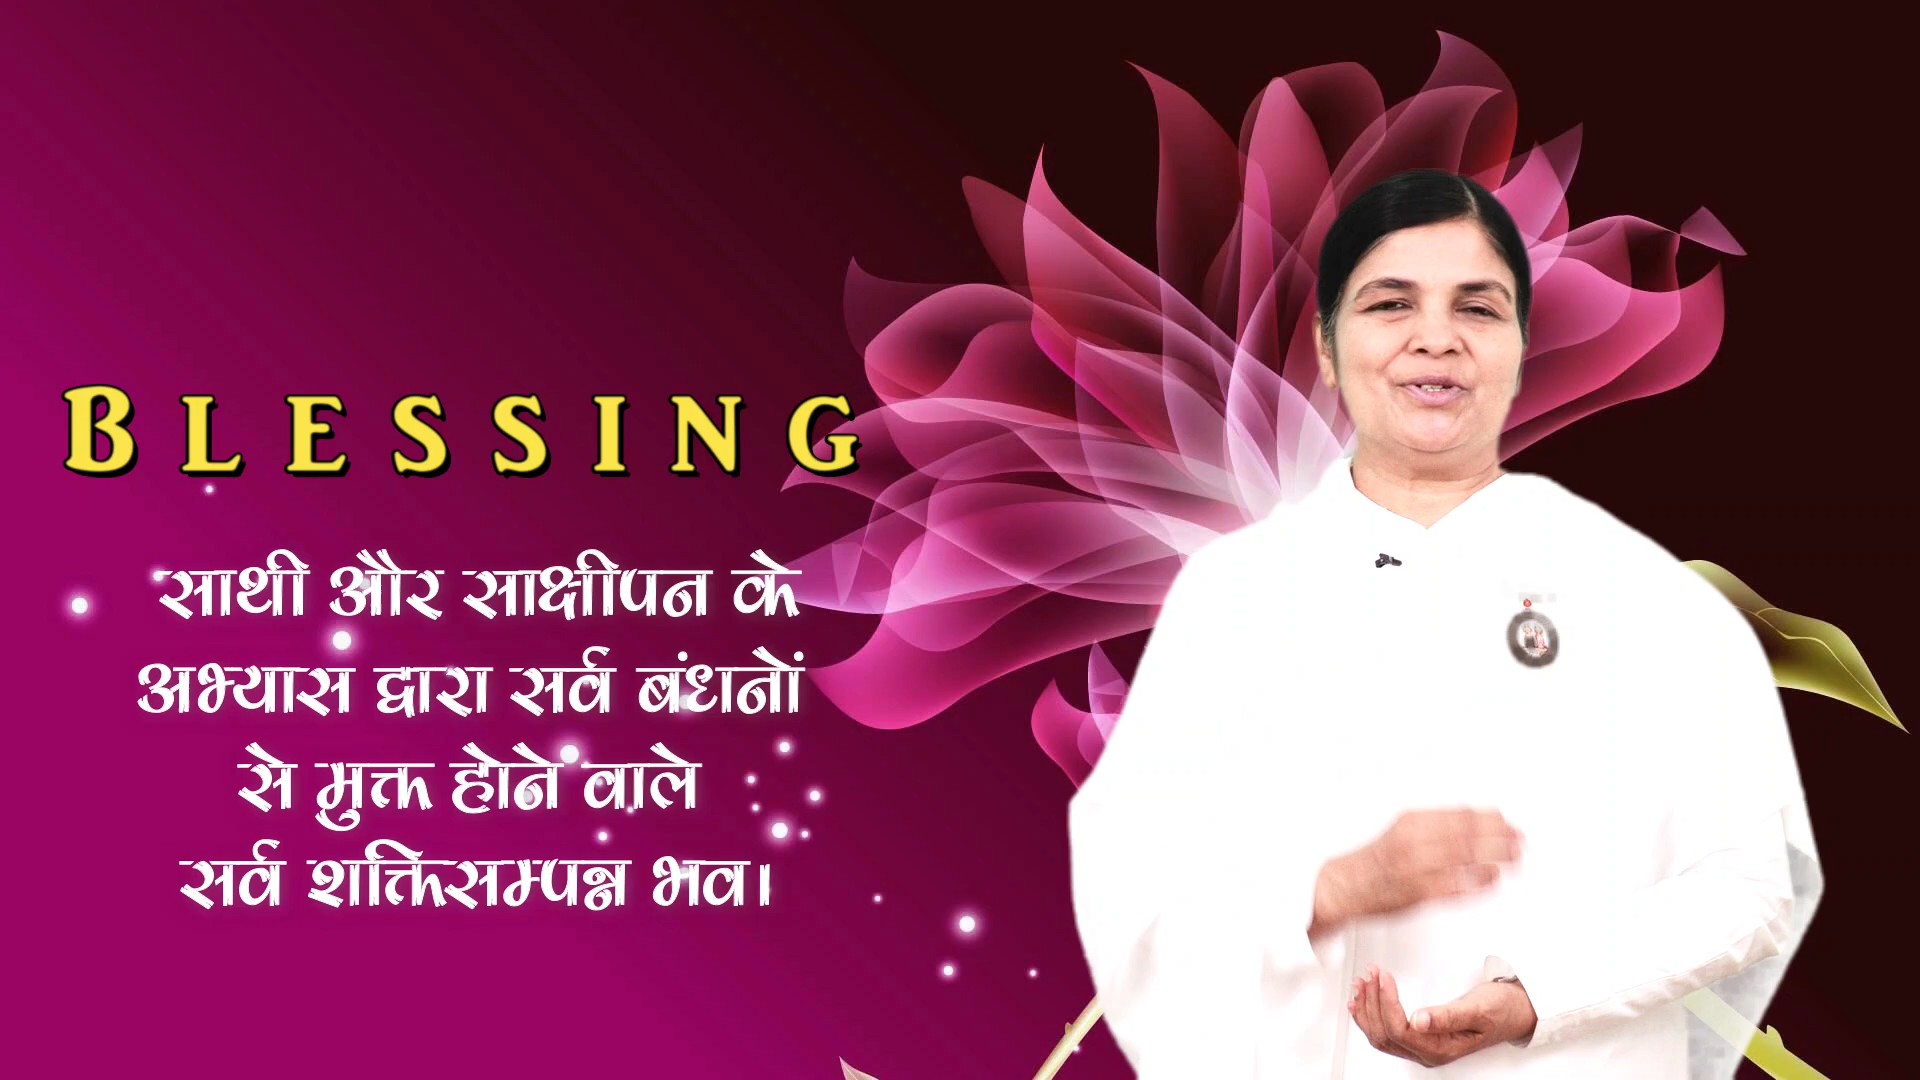 BLESSING
साथी और साक्षीपन के
अभ्यास द्वारा सर्व बंधनों
से मुक्त होने वाले
सर्व शक्तिसम्पन्न भव।